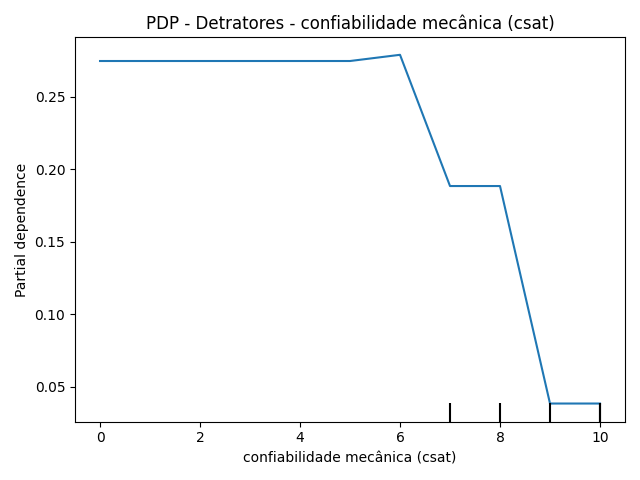 PDP - Detratores - confiabilidade mecânica (csat)
Partial dependence
0.25
0.20
0.15
0.10
0.05
0 2 4 6 8 10
confiabilidade mecânica (csat)